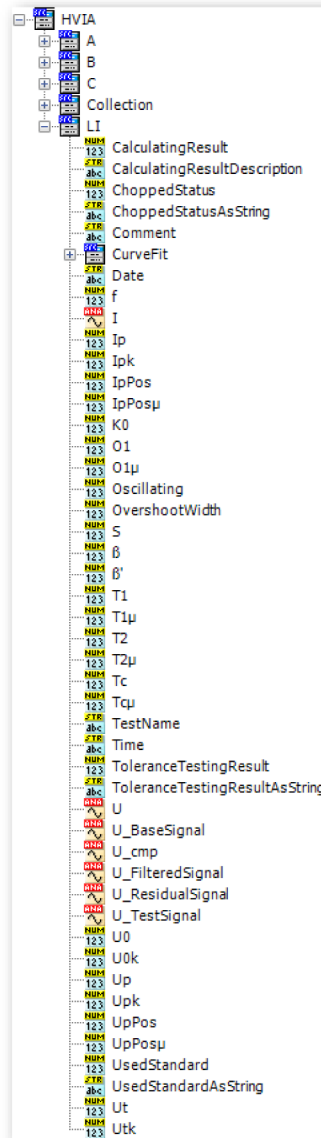 HVIA
A
B
C
Collection
LI
CalculatingResult
CalculatingResultDescription
ChoppedStatus
ChoppedStatusAsString
Comment
CurveFit
Date
f
I
Ip
Ipk
IpPos
IpPosµ
K0
O1
O1µ
Oscillating
OvershootWidth
S
ß
ß'
T1
T1µ
T2
T2µ
Tc
Tcµ
TestName
Time
ToleranceTestingResult
ToleranceTestingResultAsString
U
U_BaseSignal
U_cmp
U_FilteredSignal
U_ResidualSignal
U_TestSignal
U0
U0k
Up
Upk
UpPos
UpPosµ
UsedStandard
UsedStandardAsString
Ut
Utk